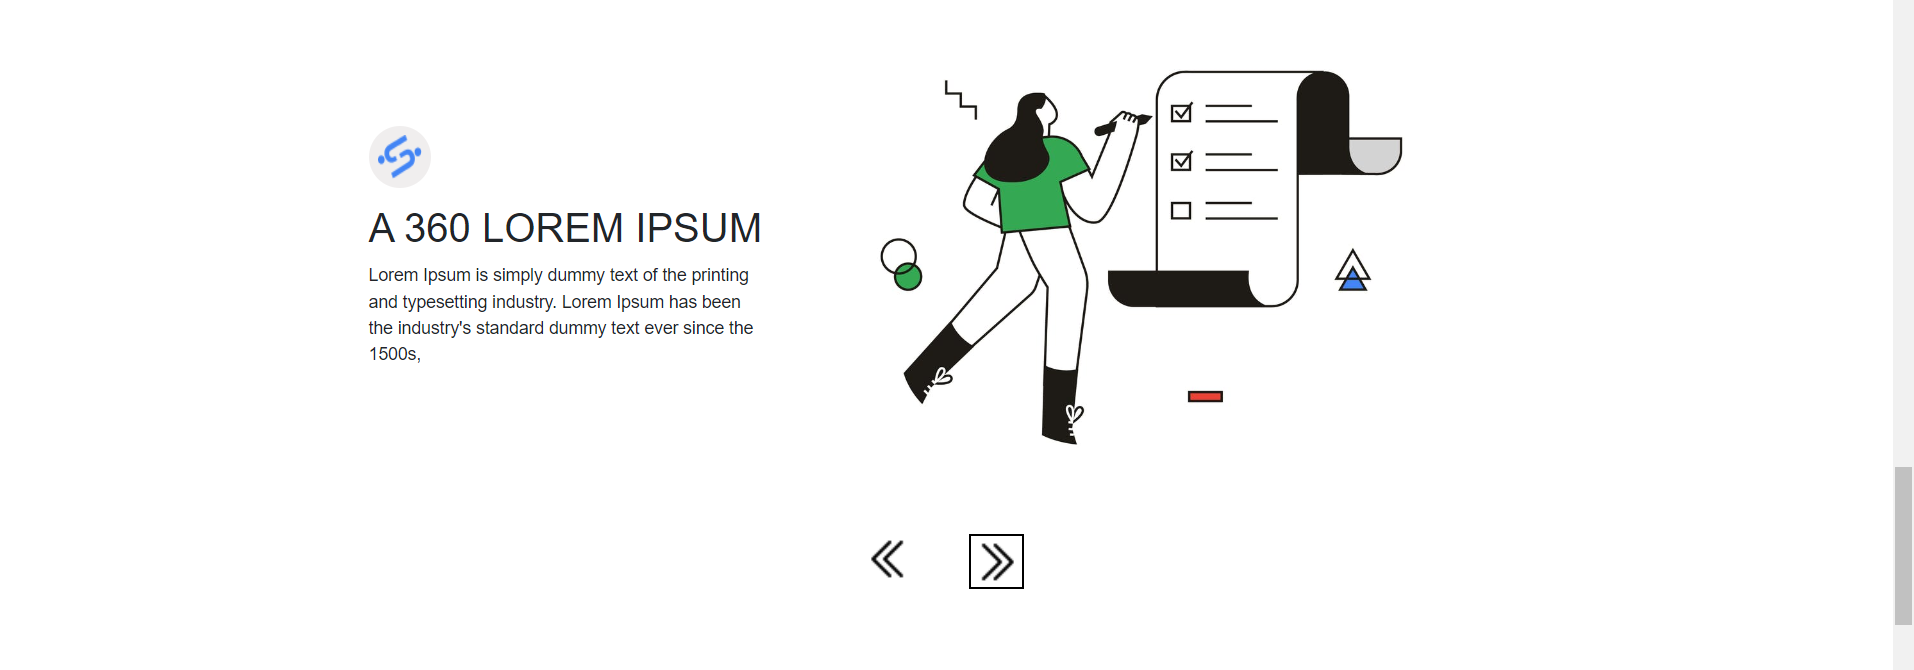 A 360 LOREM IPSUM
Lorem Ipsum is simply dummy text of the printing
and typesetting industry. Lorem Ipsum has been
the industry's standard dummy text ever since the
1500s,